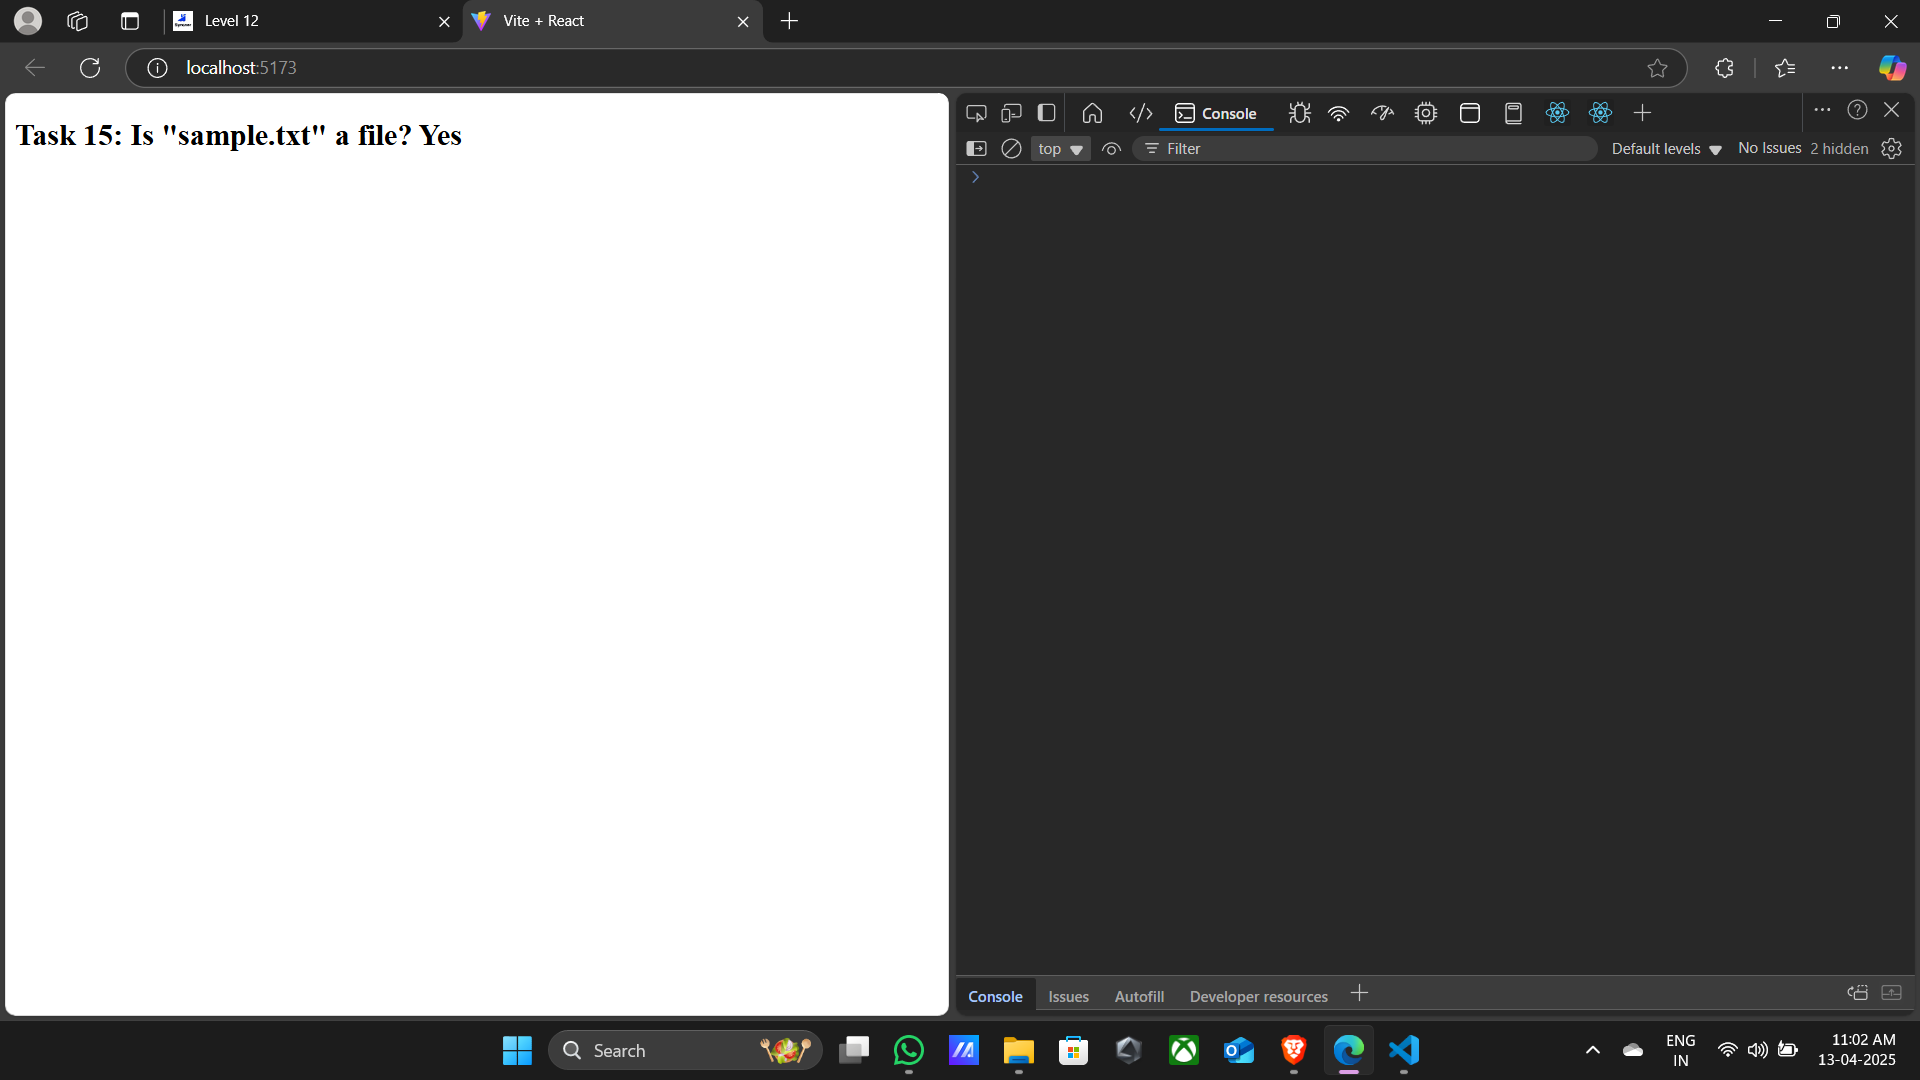 Level 12
Vite + React
localhost:5173
Task 15: Is "sample.txt" a file? Yes
Console
top
Filter
Default levels
No Issues
2 hidden
Console
Issues
Autofill
Developer resources
Search
ENG
IN
11:02 AM
13-04-2025